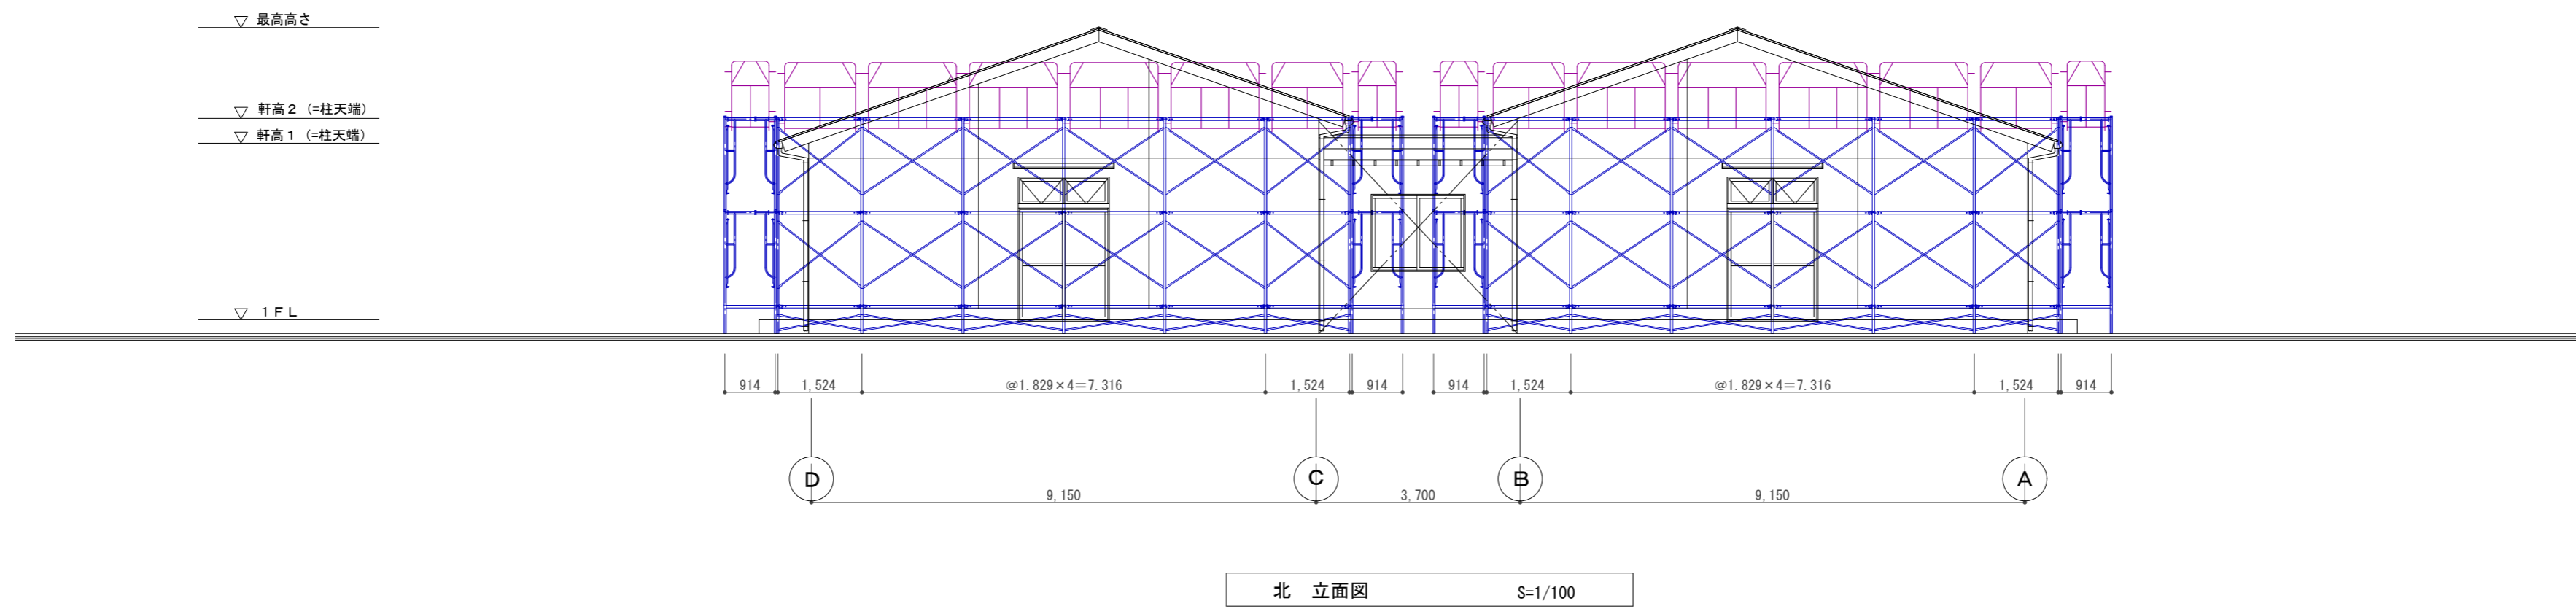 ▽ 最高高さ
▽ 軒高2 (=柱天端)
▽ 軒高1 (=柱天端)
▽ 1FL
914 1,524 @1.829×4=7.316 1,524 914 914 1,524 @1.829×4=7.316 1,524 914
D C B A
9,150 3,700 9,150
北 立面図 S=1/100